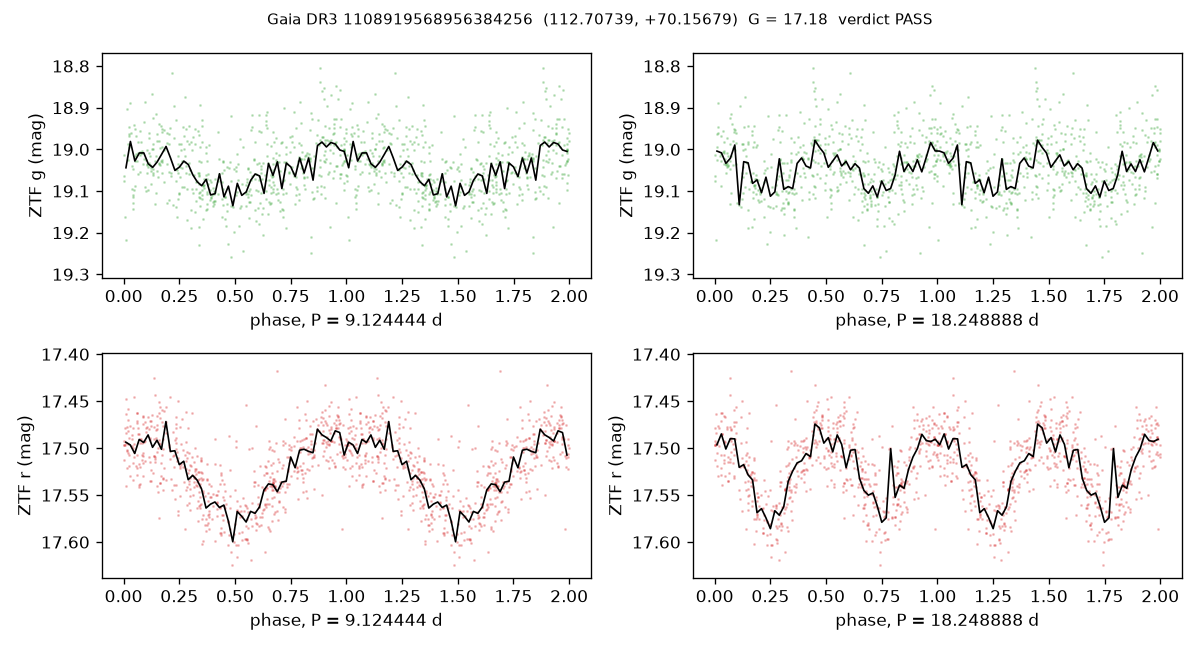 Gaia DR3 1108919568956384256 (112.70739, +70.15679) G = 17.18 verdict PASS
ZTF g (mag)
18.8
18.9
19.0
19.1
19.2
19.3
0.00 0.25 0.50 0.75 1.00 1.25 1.50 1.75 2.00
phase, P = 9.124444 d
ZTF g (mag)
18.8
18.9
19.0
19.1
19.2
19.3
0.00 0.25 0.50 0.75 1.00 1.25 1.50 1.75 2.00
phase, P = 18.248888 d
ZTF r (mag)
17.40
17.45
17.50
17.55
17.60
0.00 0.25 0.50 0.75 1.00 1.25 1.50 1.75 2.00
phase, P = 9.124444 d
ZTF r (mag)
17.40
17.45
17.50
17.55
17.60
0.00 0.25 0.50 0.75 1.00 1.25 1.50 1.75 2.00
phase, P = 18.248888 d